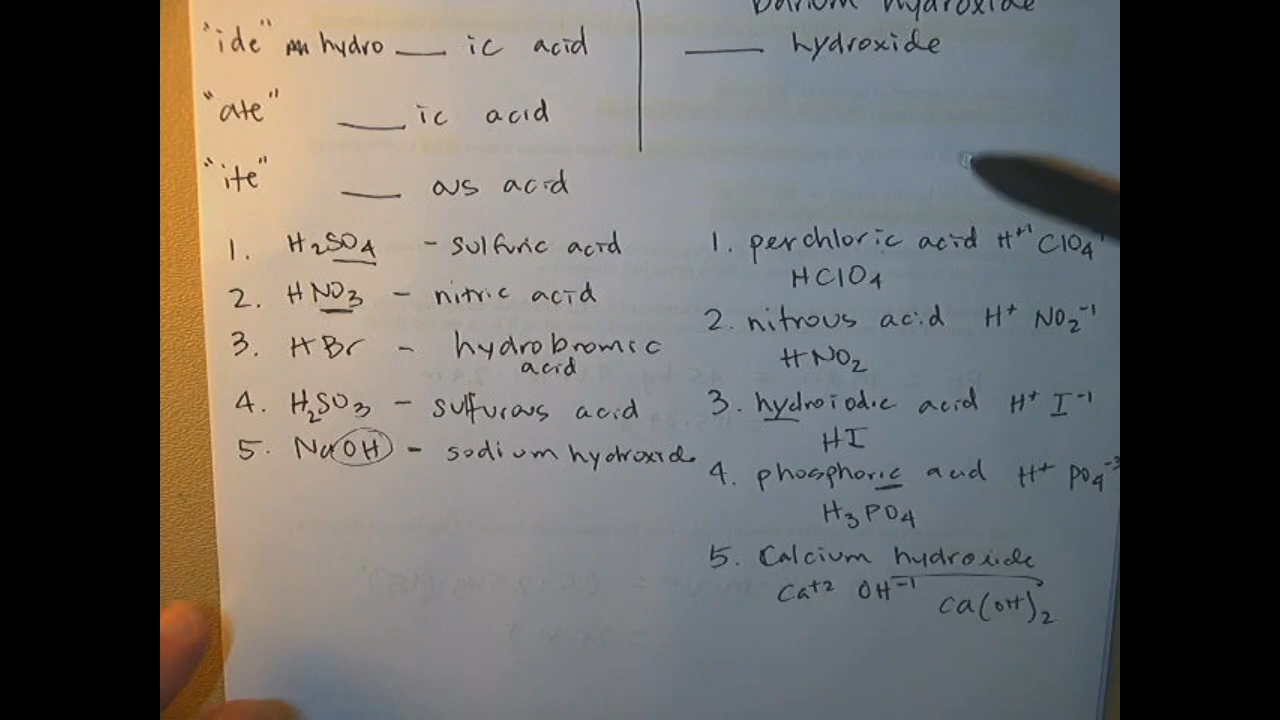 "ide" hydro ___ ic acid
"ate" ___ ic acid
"ite" ___ ous acid
barium hydroxide
___ hydroxide
1. H2SO4 - sulfuric acid
2. HNO3 - nitric acid
3. HBr - hydrobromic
acid
4. H2SO3 - sulfurous acid
5. NaOH - sodium hydroxide
1. perchloric acid H+1 ClO4-1
HClO4
2. nitrous acid H+ NO2-1
HNO2
3. hydroiodic acid H+ I-1
HI
4. phosphoric acid H+ PO4-3
H3PO4
5. Calcium hydroxide
Ca+2 OH-1 Ca(OH)2